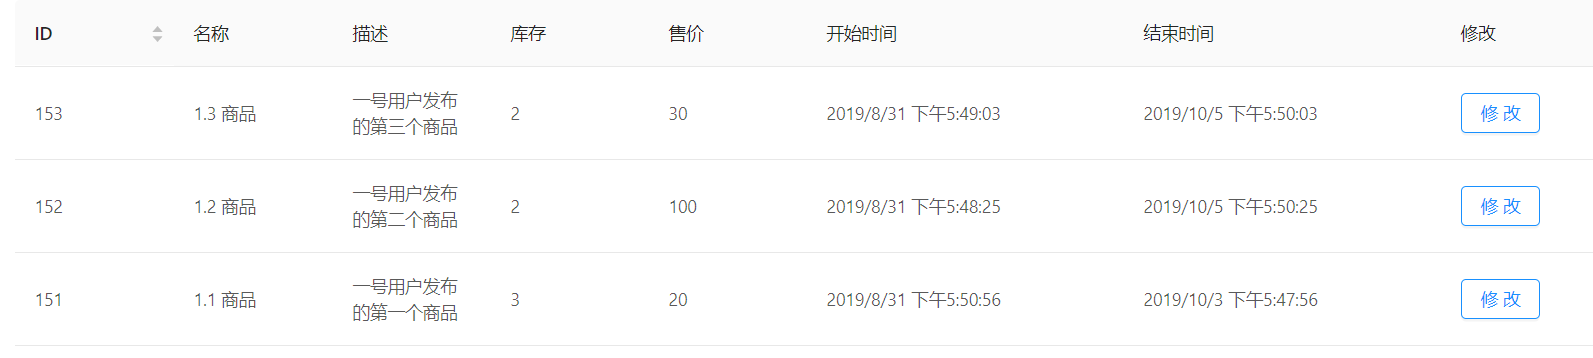 ID 名称 描述 库存 售价 开始时间 结束时间 修改
153 1.3 商品 一号用户发布 2 30 2019/8/31 下午5:49:03 2019/10/5 下午5:50:03 修 改
的第三个商品
152 1.2 商品 一号用户发布 2 100 2019/8/31 下午5:48:25 2019/10/5 下午5:50:25 修 改
的第二个商品
151 1.1 商品 一号用户发布 3 20 2019/8/31 下午5:50:56 2019/10/3 下午5:47:56 修 改
的第一个商品